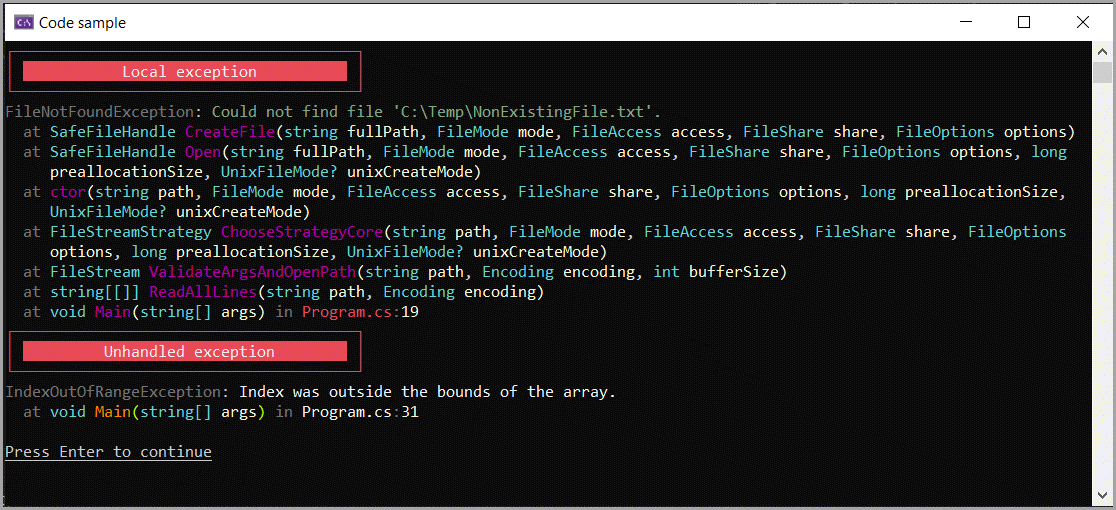 Code sample
Local exception
FileNotFoundException: Could not find file 'C:\Temp\NonExistingFile.txt'.
at SafeFileHandle CreateFile(string fullPath, FileMode mode, FileAccess access, FileShare share, FileOptions options)
at SafeFileHandle Open(string fullPath, FileMode mode, FileAccess access, FileShare share, FileOptions options, long
preallocationSize, UnixFileMode? unixCreateMode)
at ctor(string path, FileMode mode, FileAccess access, FileShare share, FileOptions options, long preallocationSize,
UnixFileMode? unixCreateMode)
at FileStreamStrategy ChooseStrategyCore(string path, FileMode mode, FileAccess access, FileShare share, FileOptions
options, long preallocationSize, UnixFileMode? unixCreateMode)
at FileStream ValidateArgsAndOpenPath(string path, Encoding encoding, int bufferSize)
at string[[]] ReadAllLines(string path, Encoding encoding)
at void Main(string[] args) in Program.cs:19
Unhandled exception
IndexOutOfRangeException: Index was outside the bounds of the array.
at void Main(string[] args) in Program.cs:31
Press Enter to continue